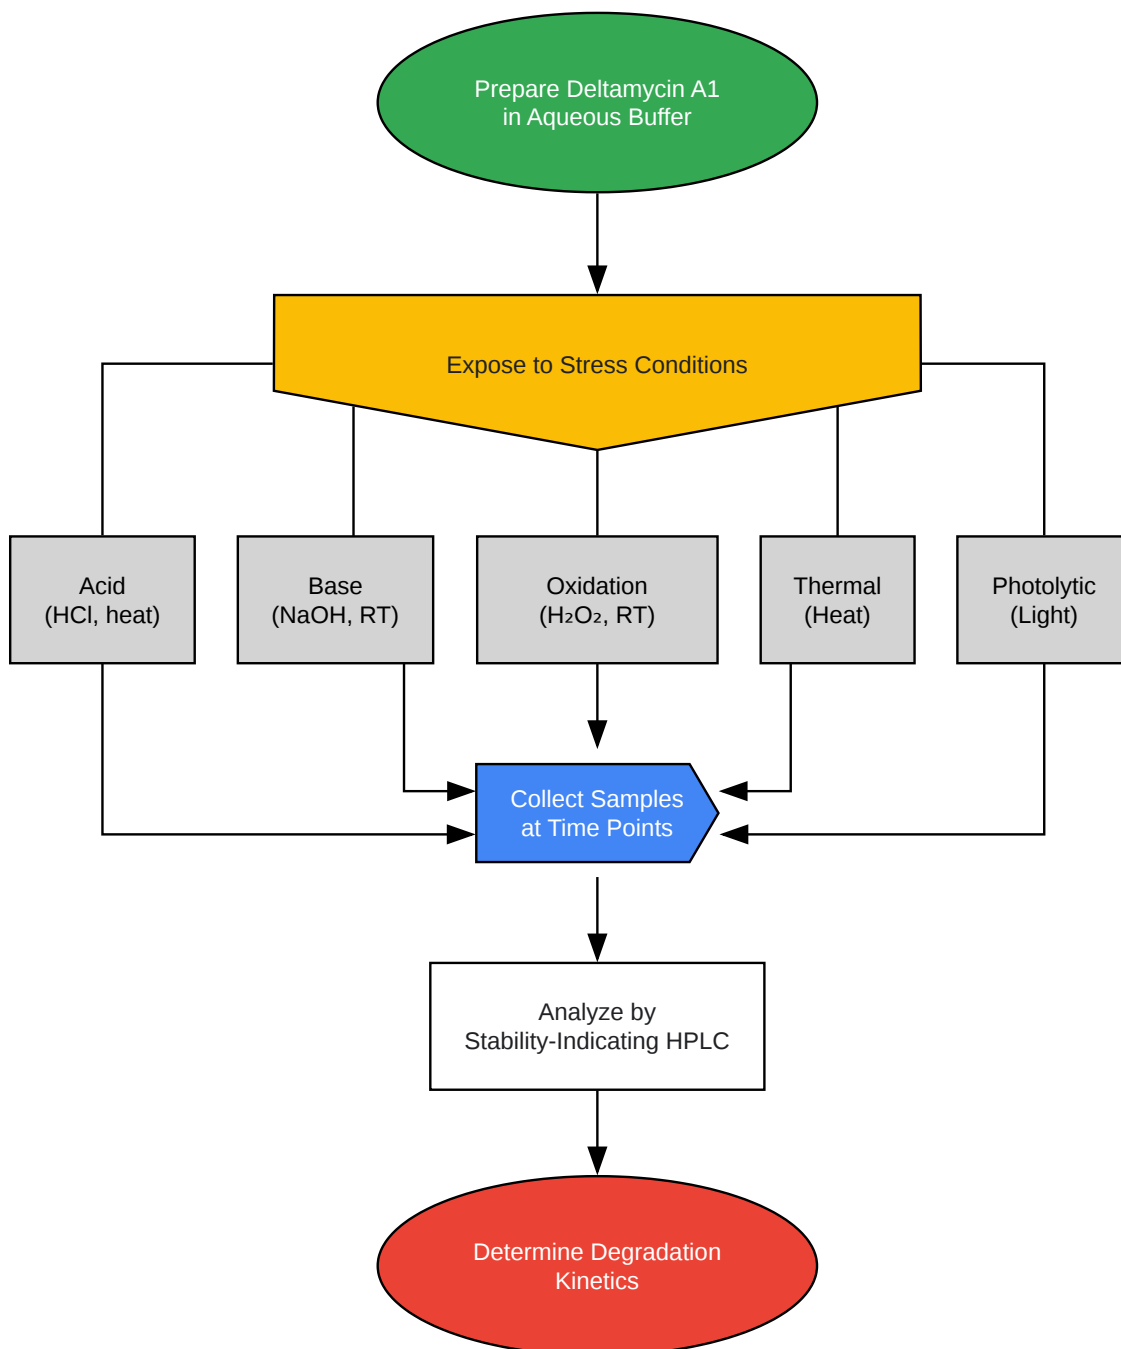 Prepare Deltamycin A1
in Aqueous Buffer
Expose to Stress Conditions
Acid
(HCl, heat)
Base
(NaOH, RT)
Oxidation
(H₂O₂, RT)
Thermal
(Heat)
Photolytic
(Light)
Collect Samples
at Time Points
Analyze by
Stability-Indicating HPLC
Determine Degradation
Kinetics